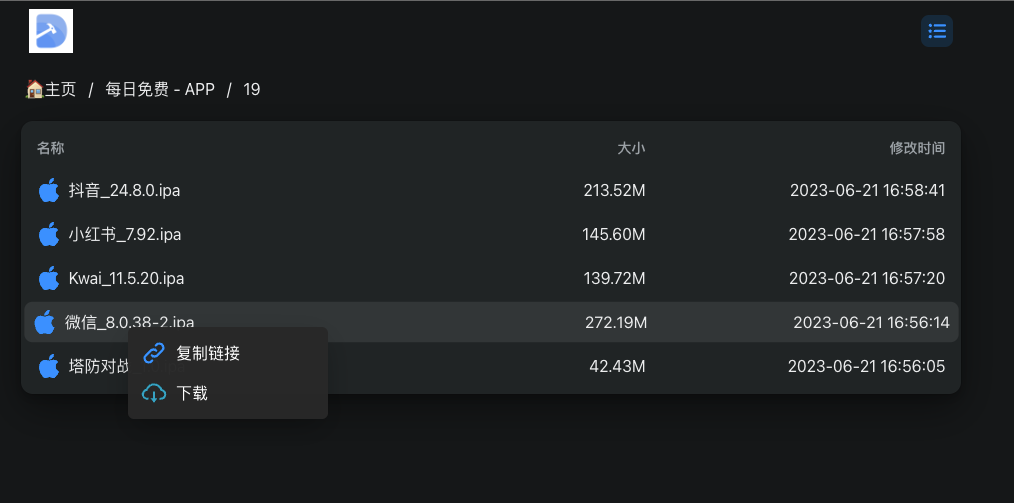 🏠主页 / 每日免费 - APP / 19
名称 大小 修改时间
抖音_24.8.0.ipa 213.52M 2023-06-21 16:58:41
小红书_7.92.ipa 145.60M 2023-06-21 16:57:58
Kwai_11.5.20.ipa 139.72M 2023-06-21 16:57:20
微信_8.0.38-2.ipa 272.19M 2023-06-21 16:56:14
复制链接
塔防对战 42.43M 2023-06-21 16:56:05
下载